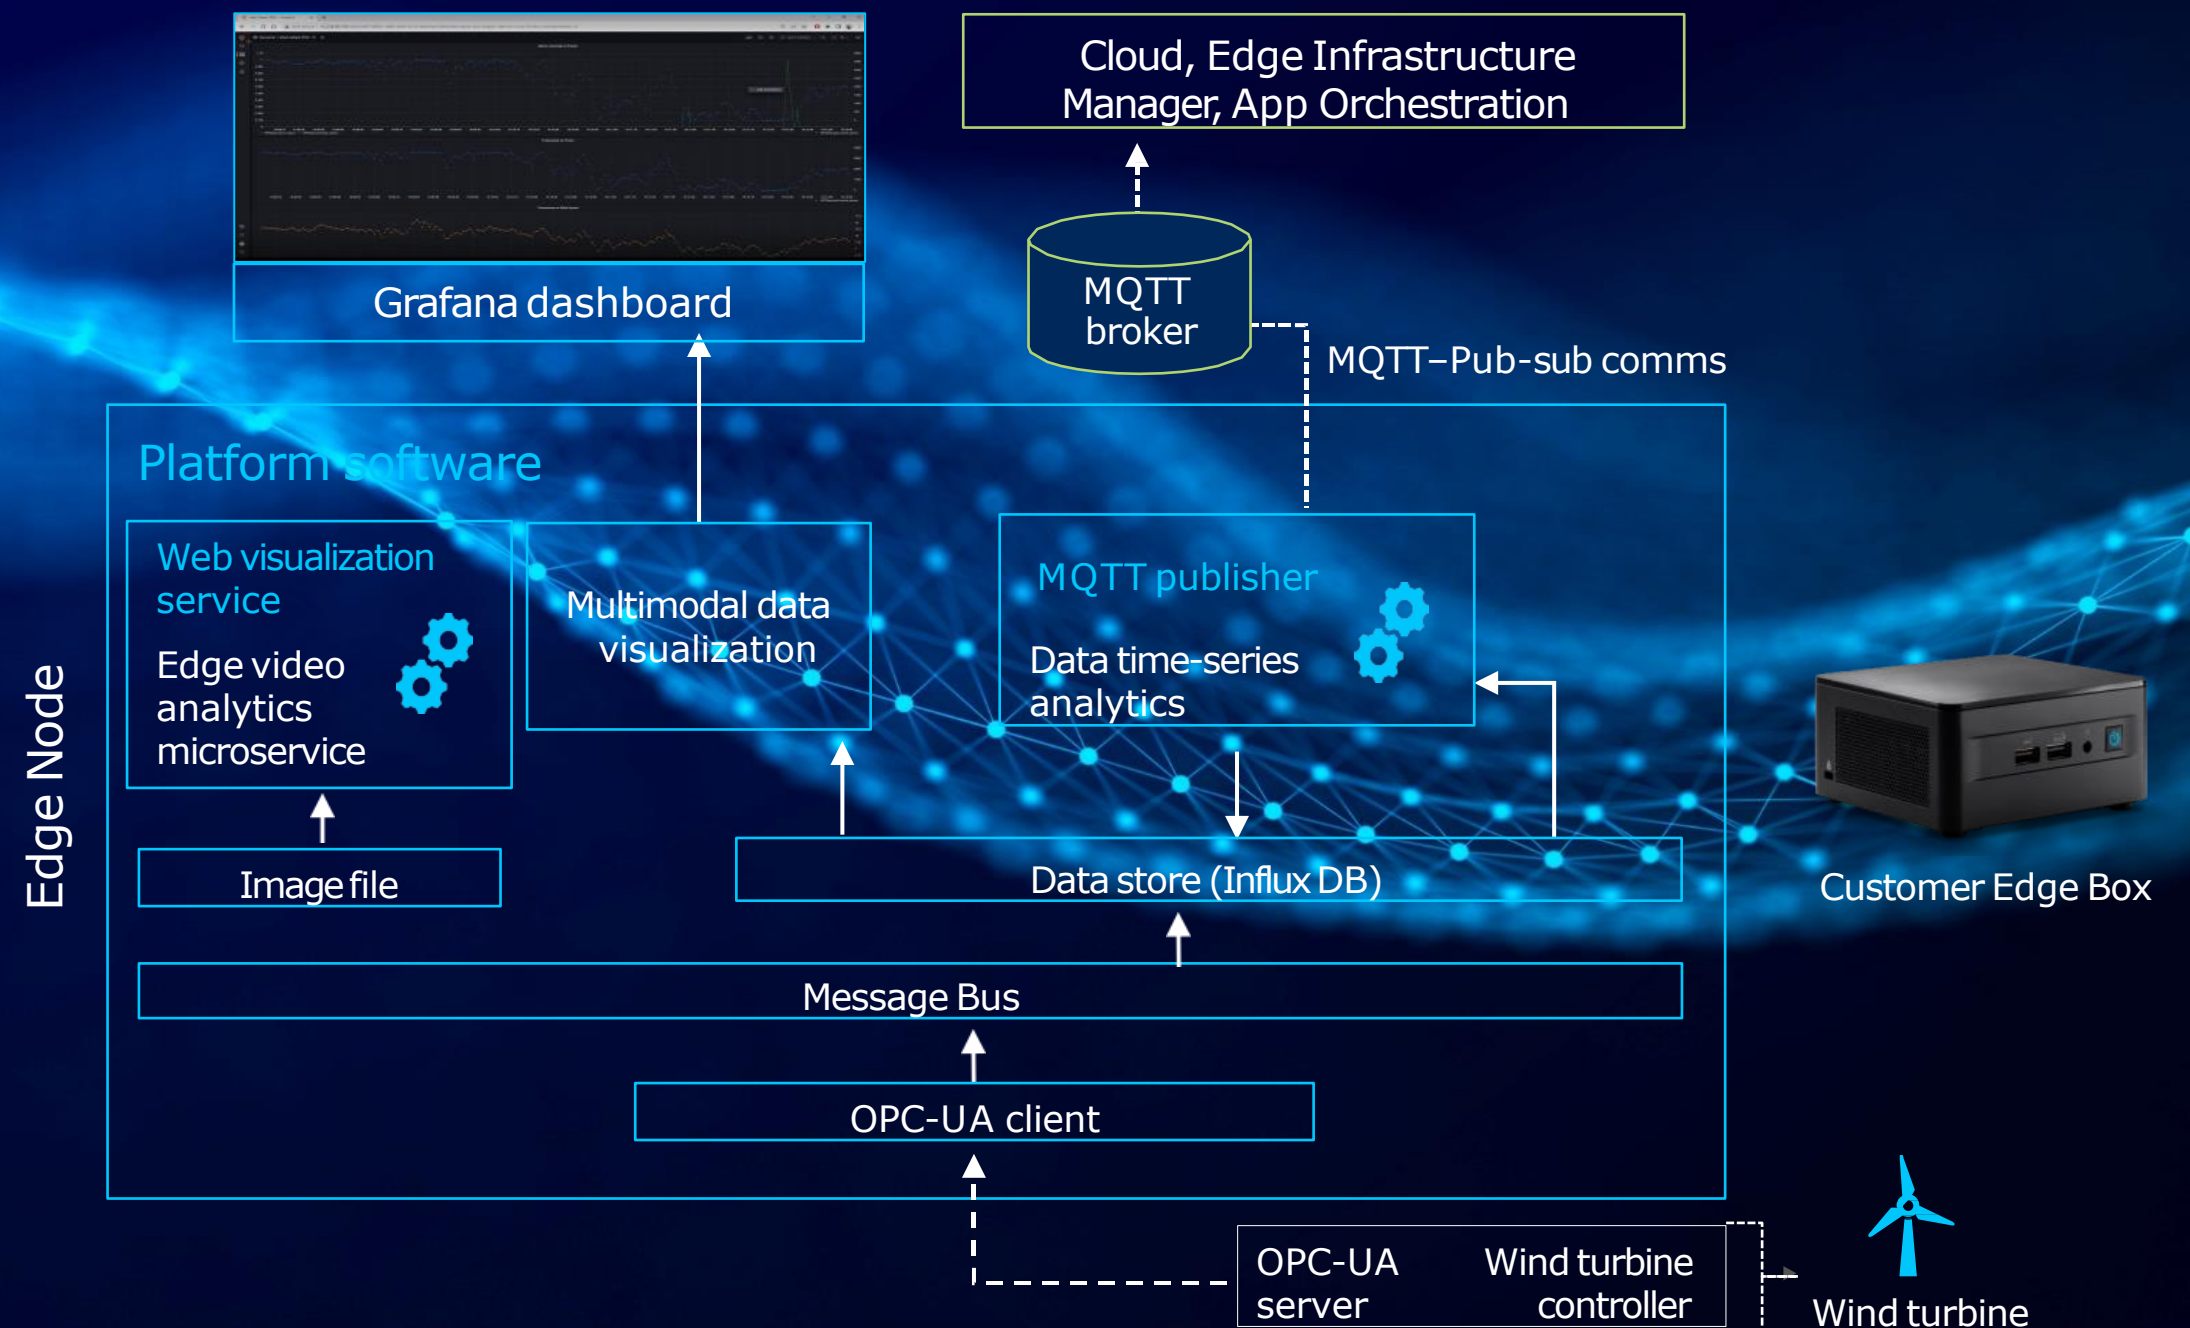 Cloud, Edge Infrastructure
Manager, App Orchestration
Grafana dashboard
MQTT
broker
MQTT–Pub-sub comms
Platform software
Web visualization
service
Edge video
analytics
microservice
Multimodal data
visualization
MQTT publisher
Data time-series
analytics
Edge Node
Image file
Data store (Influx DB)
Customer Edge Box
Message Bus
OPC-UA client
OPC-UA
server
Wind turbine
controller
Wind turbine